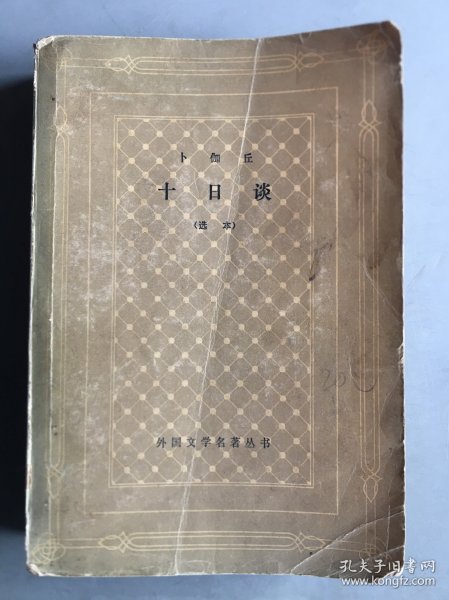 卜伽丘
十日谈
(选本)
外国文学名著丛书
孔夫子旧书网
www.kongfz.com